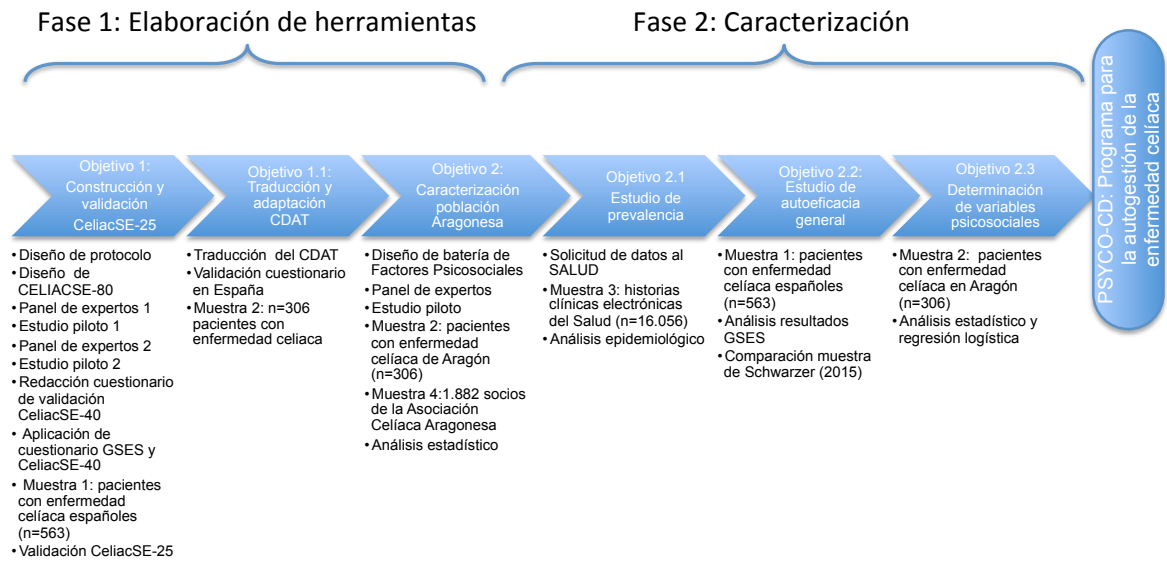 Fase 1: Elaboración de herramientas
Fase 2: Caracterización
Objetivo 1:
Construcción y
validación
CeliacSE-25
• Diseño de protocolo
• Diseño de
CELIACSE-80
• Panel de expertos 1
• Estudio piloto 1
• Panel de expertos 2
• Estudio piloto 2
• Redacción cuestionario
de validación
CeliacSE-40
• Aplicación de
cuestionario GSES y
CeliacSE-40
• Muestra 1: pacientes
con enfermedad
celíaca españoles
(n=563)
• Validación CeliacSE-25
Objetivo 1.1:
Traducción y
adaptación
CDAT
• Traducción del CDAT
• Validación cuestionario
en España
• Muestra 2: n=306
pacientes con
enfermedad celiaca
Objetivo 2:
Caracterización
población
Aragonesa
• Diseño de batería de
Factores Psicosociales
• Panel de expertos
• Estudio piloto
• Muestra 2: pacientes
con enfermedad
celíaca de Aragón
(n=306)
• Muestra 4:1.882 socios
de la Asociación
Celíaca Aragonesa
• Análisis estadístico
Objetivo 2.1
Estudio de
prevalencia
• Solicitud de datos al
SALUD
• Muestra 3: historias
clínicas electrónicas
del Salud (n=16.056)
• Análisis epidemiológico
Objetivo 2.2:
Estudio de
autoeficacia
general
• Muestra 1: pacientes
con enfermedad
celíaca españoles
(n=563)
• Análisis resultados
GSES
• Comparación muestra
de Schwarzer (2015)
Objetivo 2.3
Determinación
de variables
psicosociales
• Muestra 2: pacientes
con enfermedad
celíaca en Aragón
(n=306)
• Análisis estadístico y
regresión logística
PSYCO-CD: Programa para
la autogestión de la
enfermedad celíaca